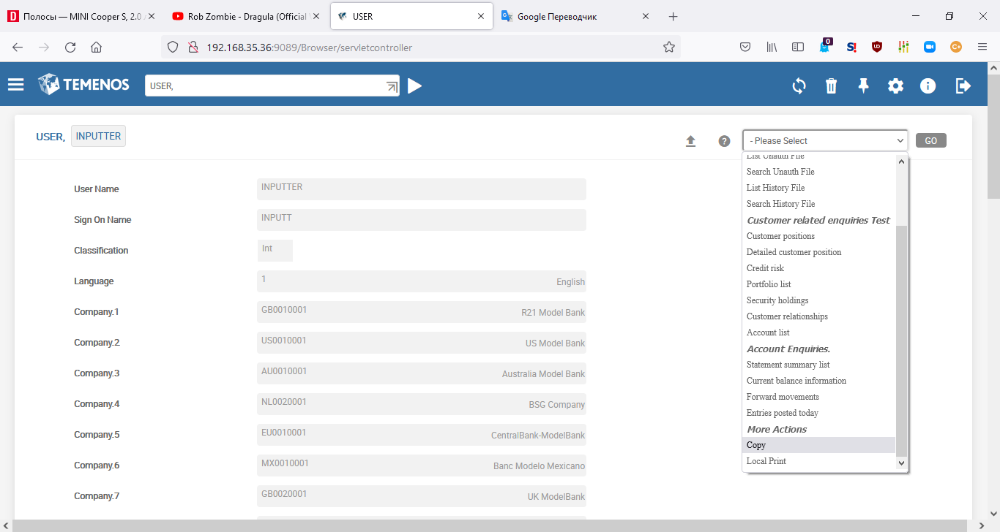 Полосы — MINI Cooper S, 2.0
Rob Zombie - Dragula (Official
USER
Google Переводчик
192.168.35.36:9089/Browser/servletcontroller
0
S!
C+
TEMENOS
USER,
USER, INPUTTER
- Please Select
GO
List Unauth File
Search Unauth File
List History File
Search History File
Customer related enquiries Test
Customer positions
Detailed customer position
Credit risk
Portfolio list
Security holdings
Customer relationships
Account list
Account Enquiries.
Statement summary list
Current balance information
Forward movements
Entries posted today
More Actions
Copy
Local Print
User Name INPUTTER
Sign On Name INPUTT
Classification Int
Language 1 English
Company.1 GB0010001 R21 Model Bank
Company.2 US0010001 US Model Bank
Company.3 AU0010001 Australia Model Bank
Company.4 NL0020001 BSG Company
Company.5 EU0010001 CentralBank-ModelBank
Company.6 MX0010001 Banc Modelo Mexicano
Company.7 GB0020001 UK ModelBank